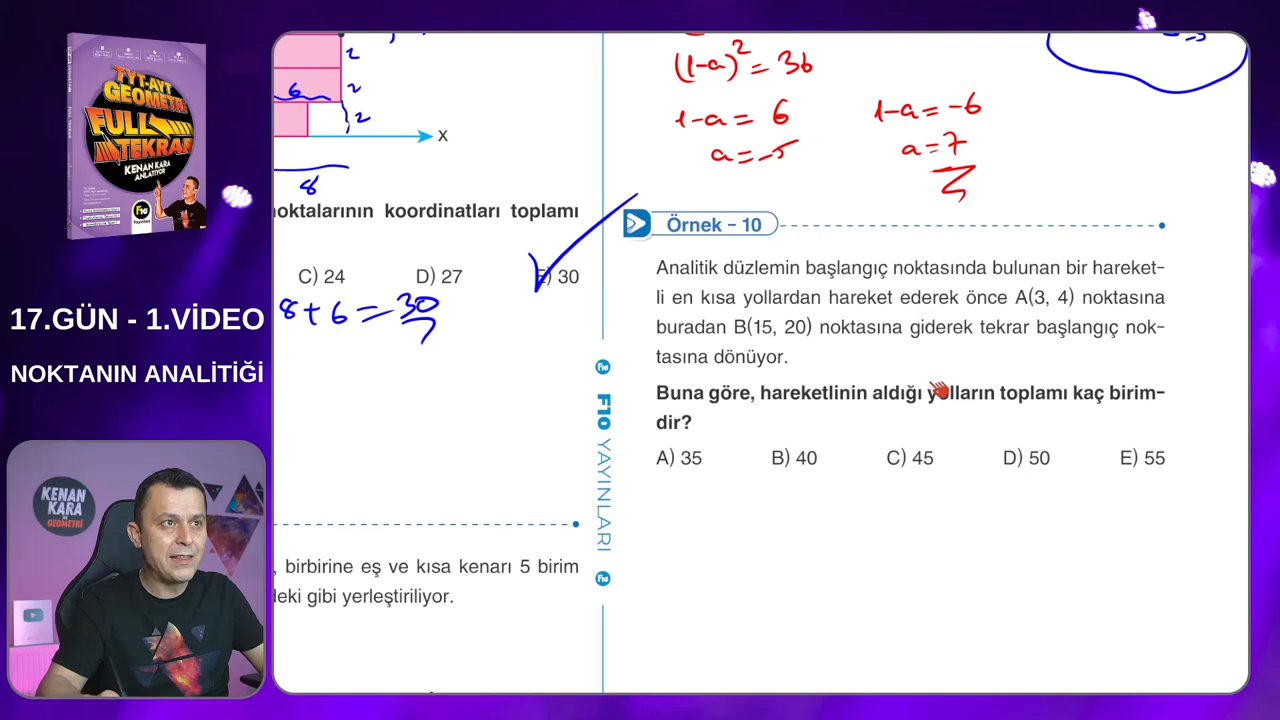 TYT-AYT
GEOMETRİ
FULL
TEKRAR
KENAN KARA
ANLATIYOR
F10
17.GÜN - 1.VİDEO
NOKTANIN ANALİTİĞİ
KENAN
KARA
GEOMETRİ
2
6
2
2
x
8
noktalarının koordinatları toplamı
C) 24 D) 27 E) 30
8 + 6 = 30
, birbirine eş ve kısa kenarı 5 birim
deki gibi yerleştiriliyor.
F10 YAYINLARI
(1-a)² = 36
1-a = 6 1-a = -6
a = -5 a = 7
Örnek – 10
Analitik düzlemin başlangıç noktasında bulunan bir hareket-
li en kısa yollardan hareket ederek önce A(3, 4) noktasına
buradan B(15, 20) noktasına giderek tekrar başlangıç nok-
tasına dönüyor.
Buna göre, hareketlinin aldığı yolların toplamı kaç birim-
dir?
A) 35 B) 40 C) 45 D) 50 E) 55